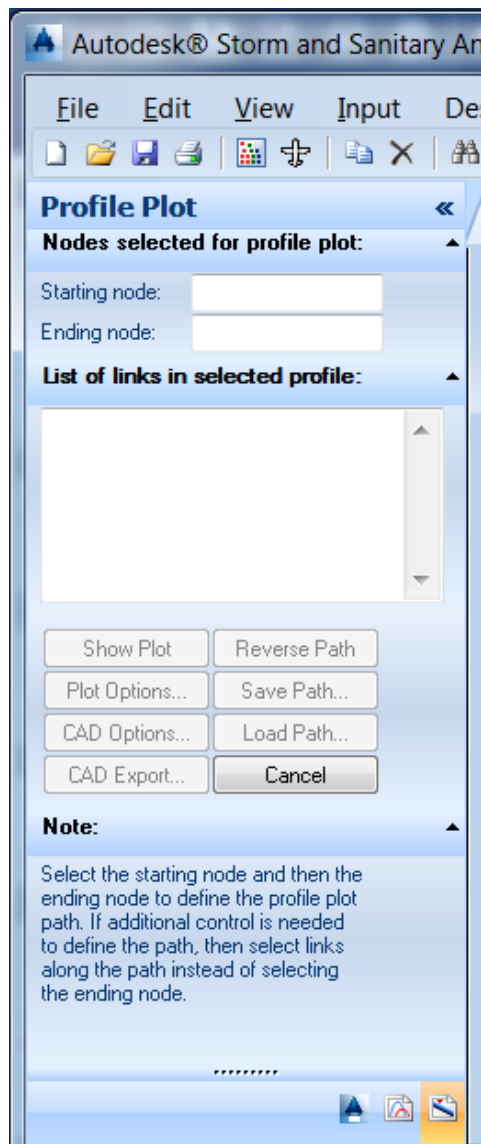 Autodesk® Storm and Sanitary An
File Edit View Input Des
Profile Plot
Nodes selected for profile plot:
Starting node:
Ending node:
List of links in selected profile:
Show Plot Reverse Path
Plot Options... Save Path...
CAD Options... Load Path...
CAD Export... Cancel
Note:
Select the starting node and then the
ending node to define the profile plot
path. If additional control is needed
to define the path, then select links
along the path instead of selecting
the ending node.